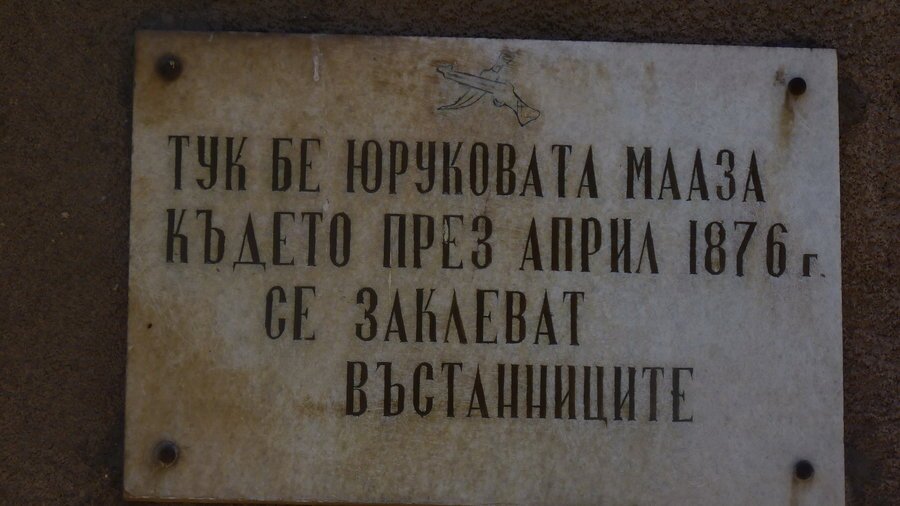 ТУК БЕ ЮРУКОВАТА МААЗА
КЪДЕТО ПРЕЗ АПРИЛ 1876 г.
СЕ ЗАКЛЕВАТ
ВЪСТАННИЦИТЕ